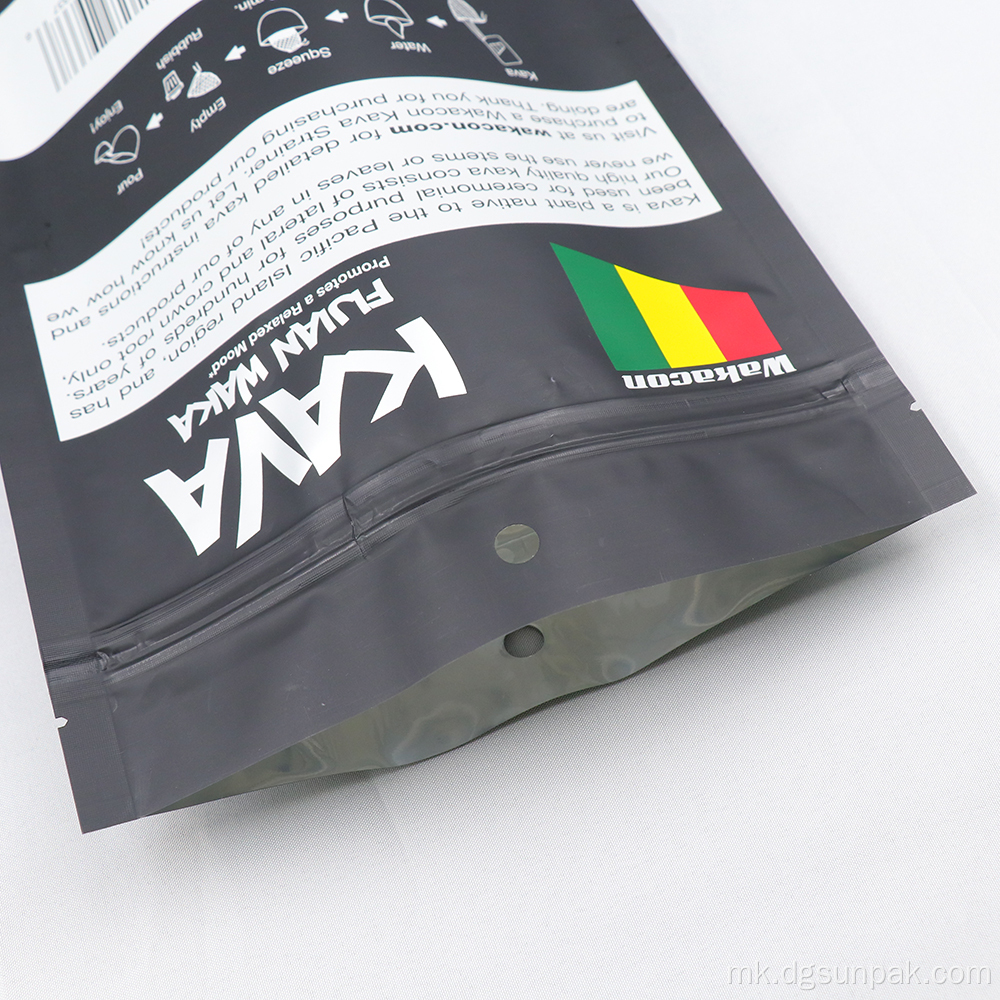 Wakacon
KAVA
FIJIAN WAKA
Promotes a Relaxed Mood*
Kava is a plant native to the Pacific Island region, and has
been used for ceremonial purposes for hundreds of years.
Our high quality kava consists of lateral and crown root only,
we never use the stems or leaves in any of our products.
Visit us at wakacon.com for detailed kava instructions and
to purchase a Wakacon Kava Strainer. Let us know how we
are doing. Thank you for purchasing our products!
Kava
Water
Squeeze
min.
Empty
Rubbish
Pour
Enjoy!
mk.dgsunpak.com